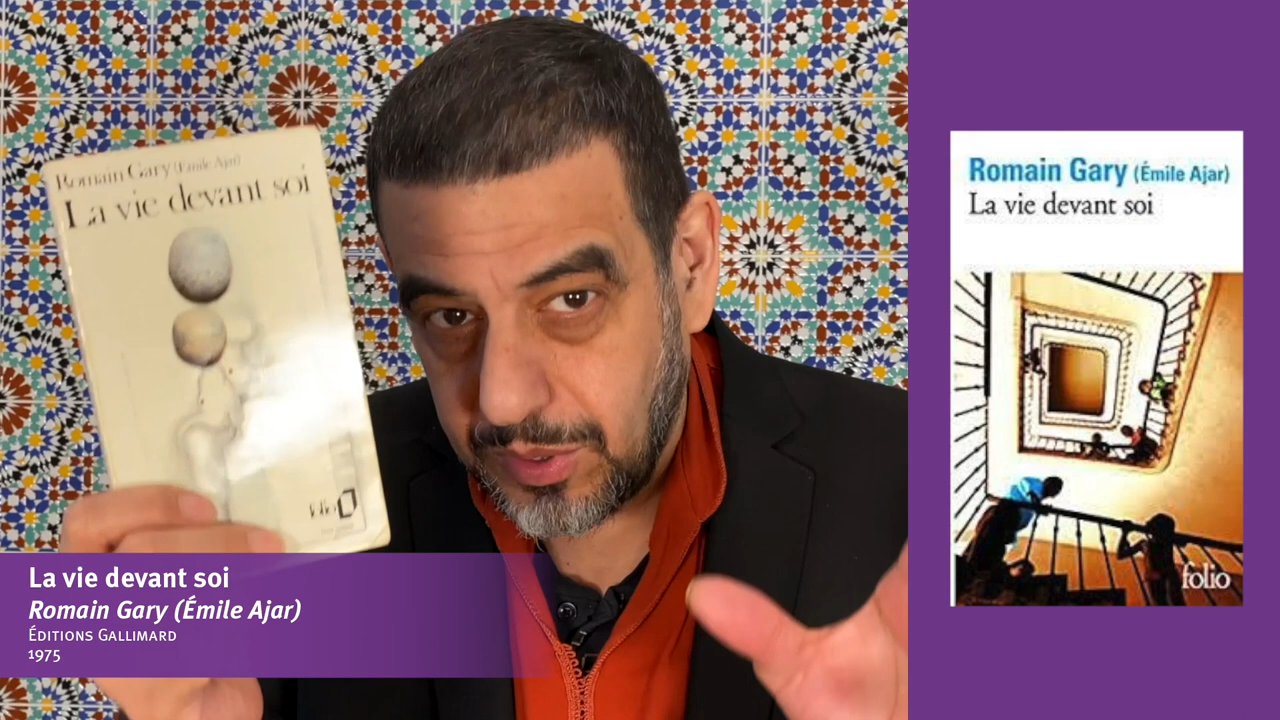 Romain Gary (Émile Ajar)
La vie devant soi
folio
La vie devant soi
Romain Gary (Émile Ajar)
Éditions Gallimard
1975
Romain Gary (Émile Ajar)
La vie devant soi
folio